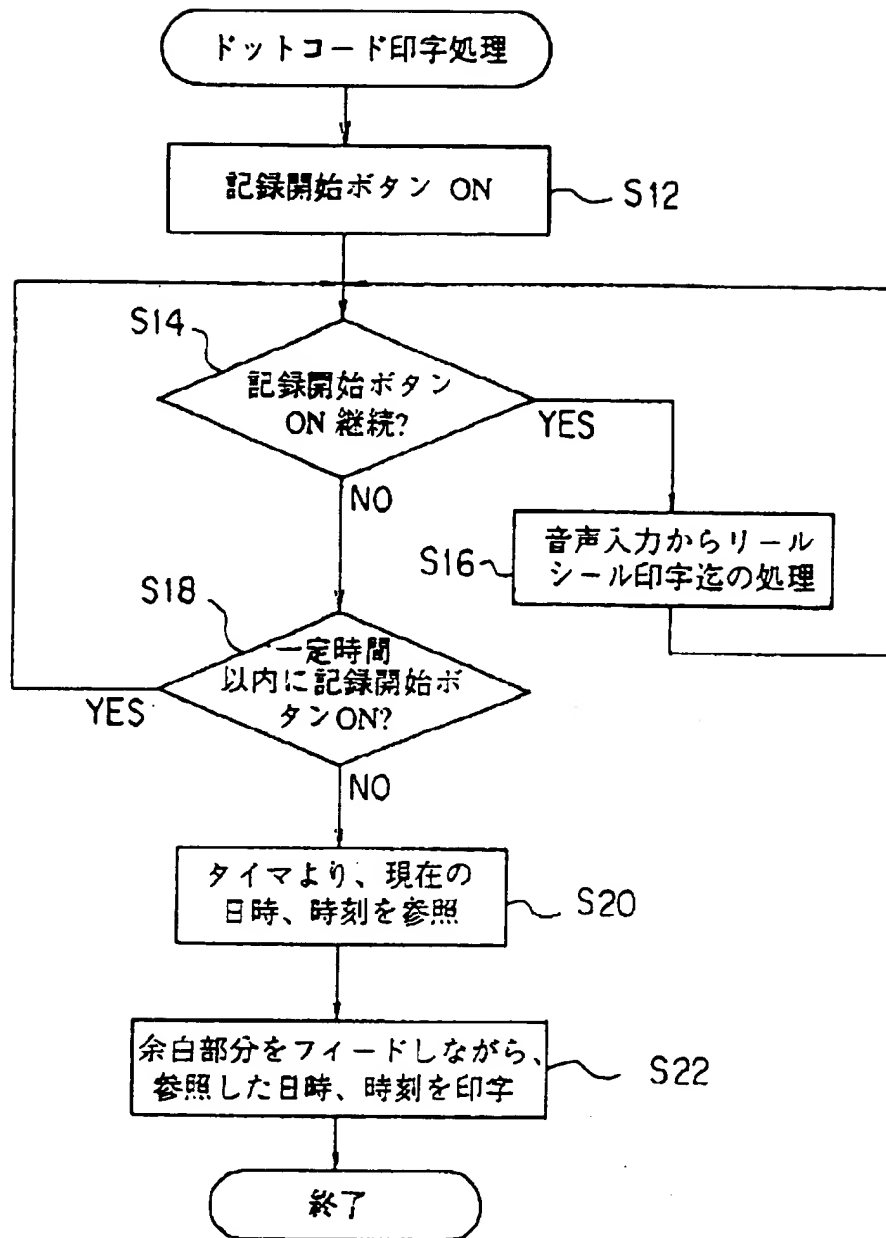 ドットコード印字処理
記録開始ボタン ON
S12
S14
記録開始ボタン
ON 継続?
YES
NO
音声入力からリール
シール印字迄の処理
S16
S18
一定時間
以内に記録開始ボ
タンON?
YES
NO
タイマより、現在の
日時、時刻を参照
S20
余白部分をフィードしながら、
参照した日時、時刻を印字
S22
終了